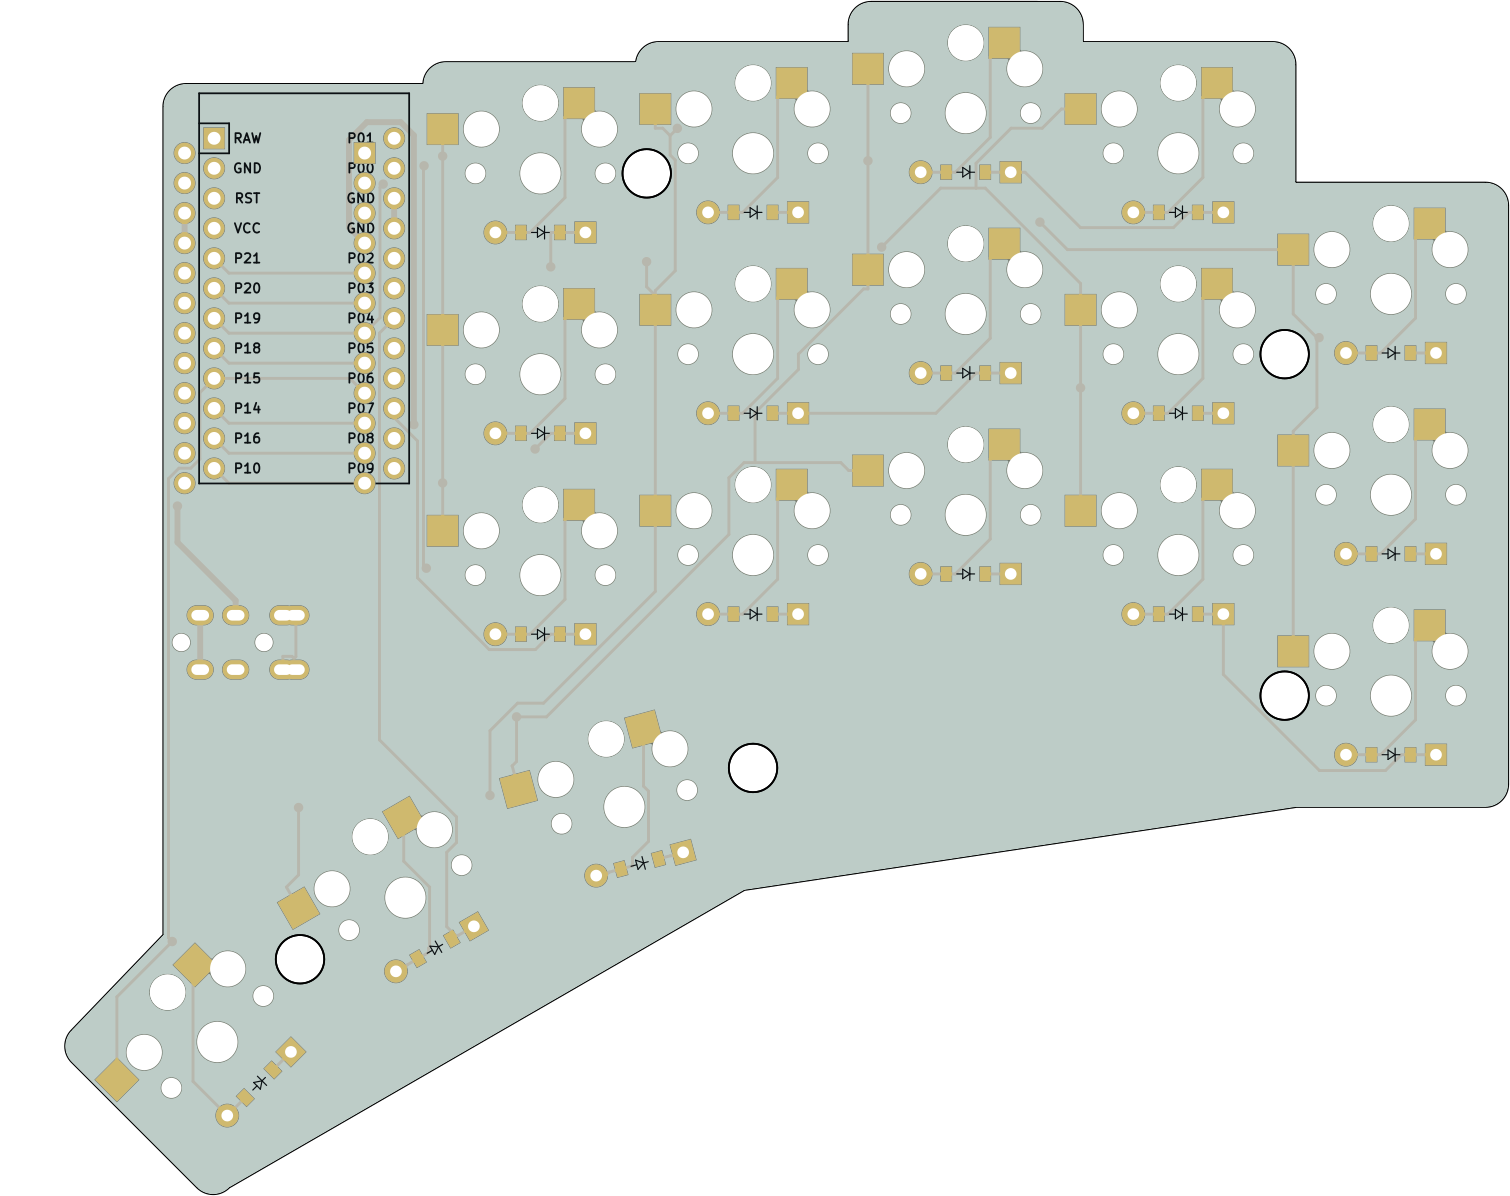 RAW P01
GND P00
RST GND
VCC GND
P21 P02
P20 P03
P19 P04
P18 P05
P15 P06
P14 P07
P16 P08
P10 P09